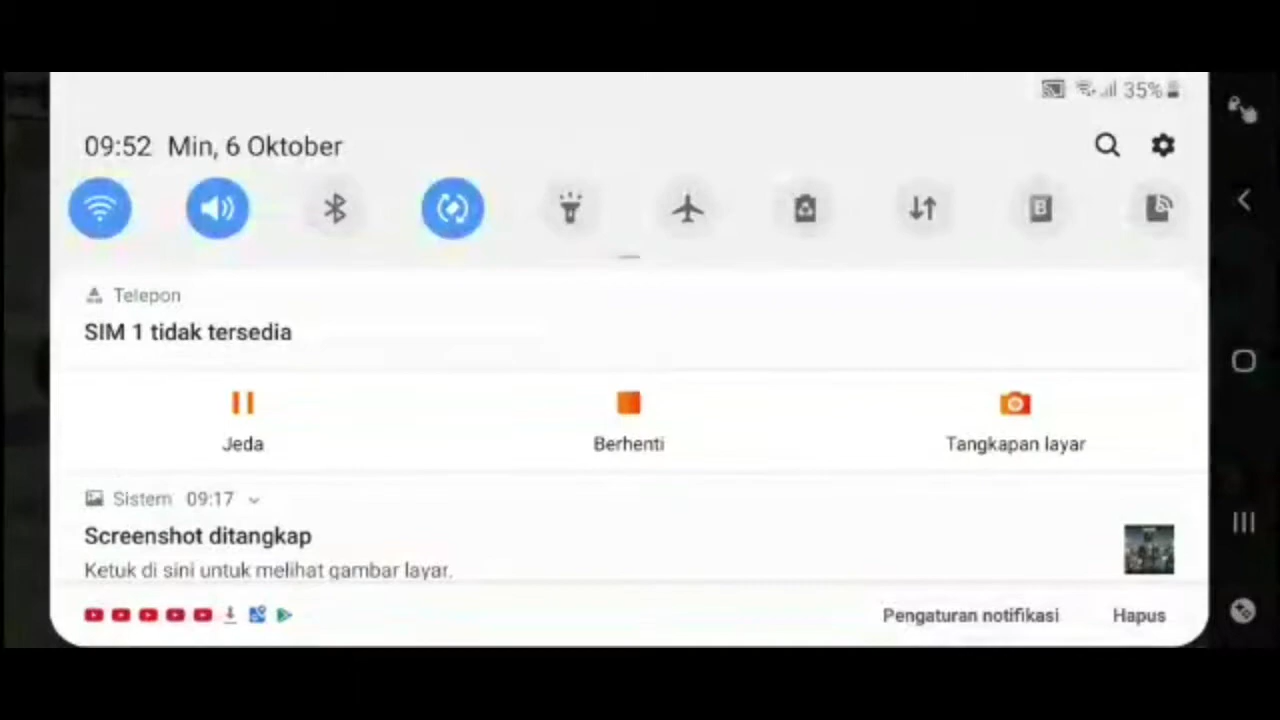 35%
09:52 Min, 6 Oktober
B
Telepon
SIM 1 tidak tersedia
Jeda
Berhenti
Tangkapan layar
Sistem 09:17
Screenshot ditangkap
Ketuk di sini untuk melihat gambar layar.
Pengaturan notifikasi
Hapus